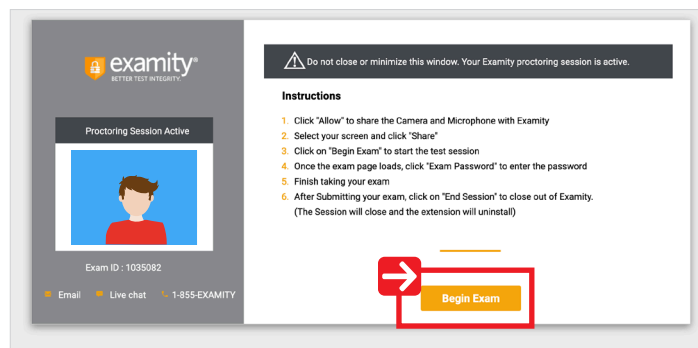 examity®
BETTER TEST INTEGRITY.
Proctoring Session Active
Exam ID : 1035082
Email Live chat 1-855-EXAMITY
Do not close or minimize this window. Your Examity proctoring session is active.
Instructions
1. Click "Allow" to share the Camera and Microphone with Examity
2. Select your screen and click "Share"
3. Click on "Begin Exam" to start the test session
4. Once the exam page loads, click "Exam Password" to enter the password
5. Finish taking your exam
6. After Submitting your exam, click on "End Session" to close out of Examity.
(The Session will close and the extension will uninstall)
Begin Exam